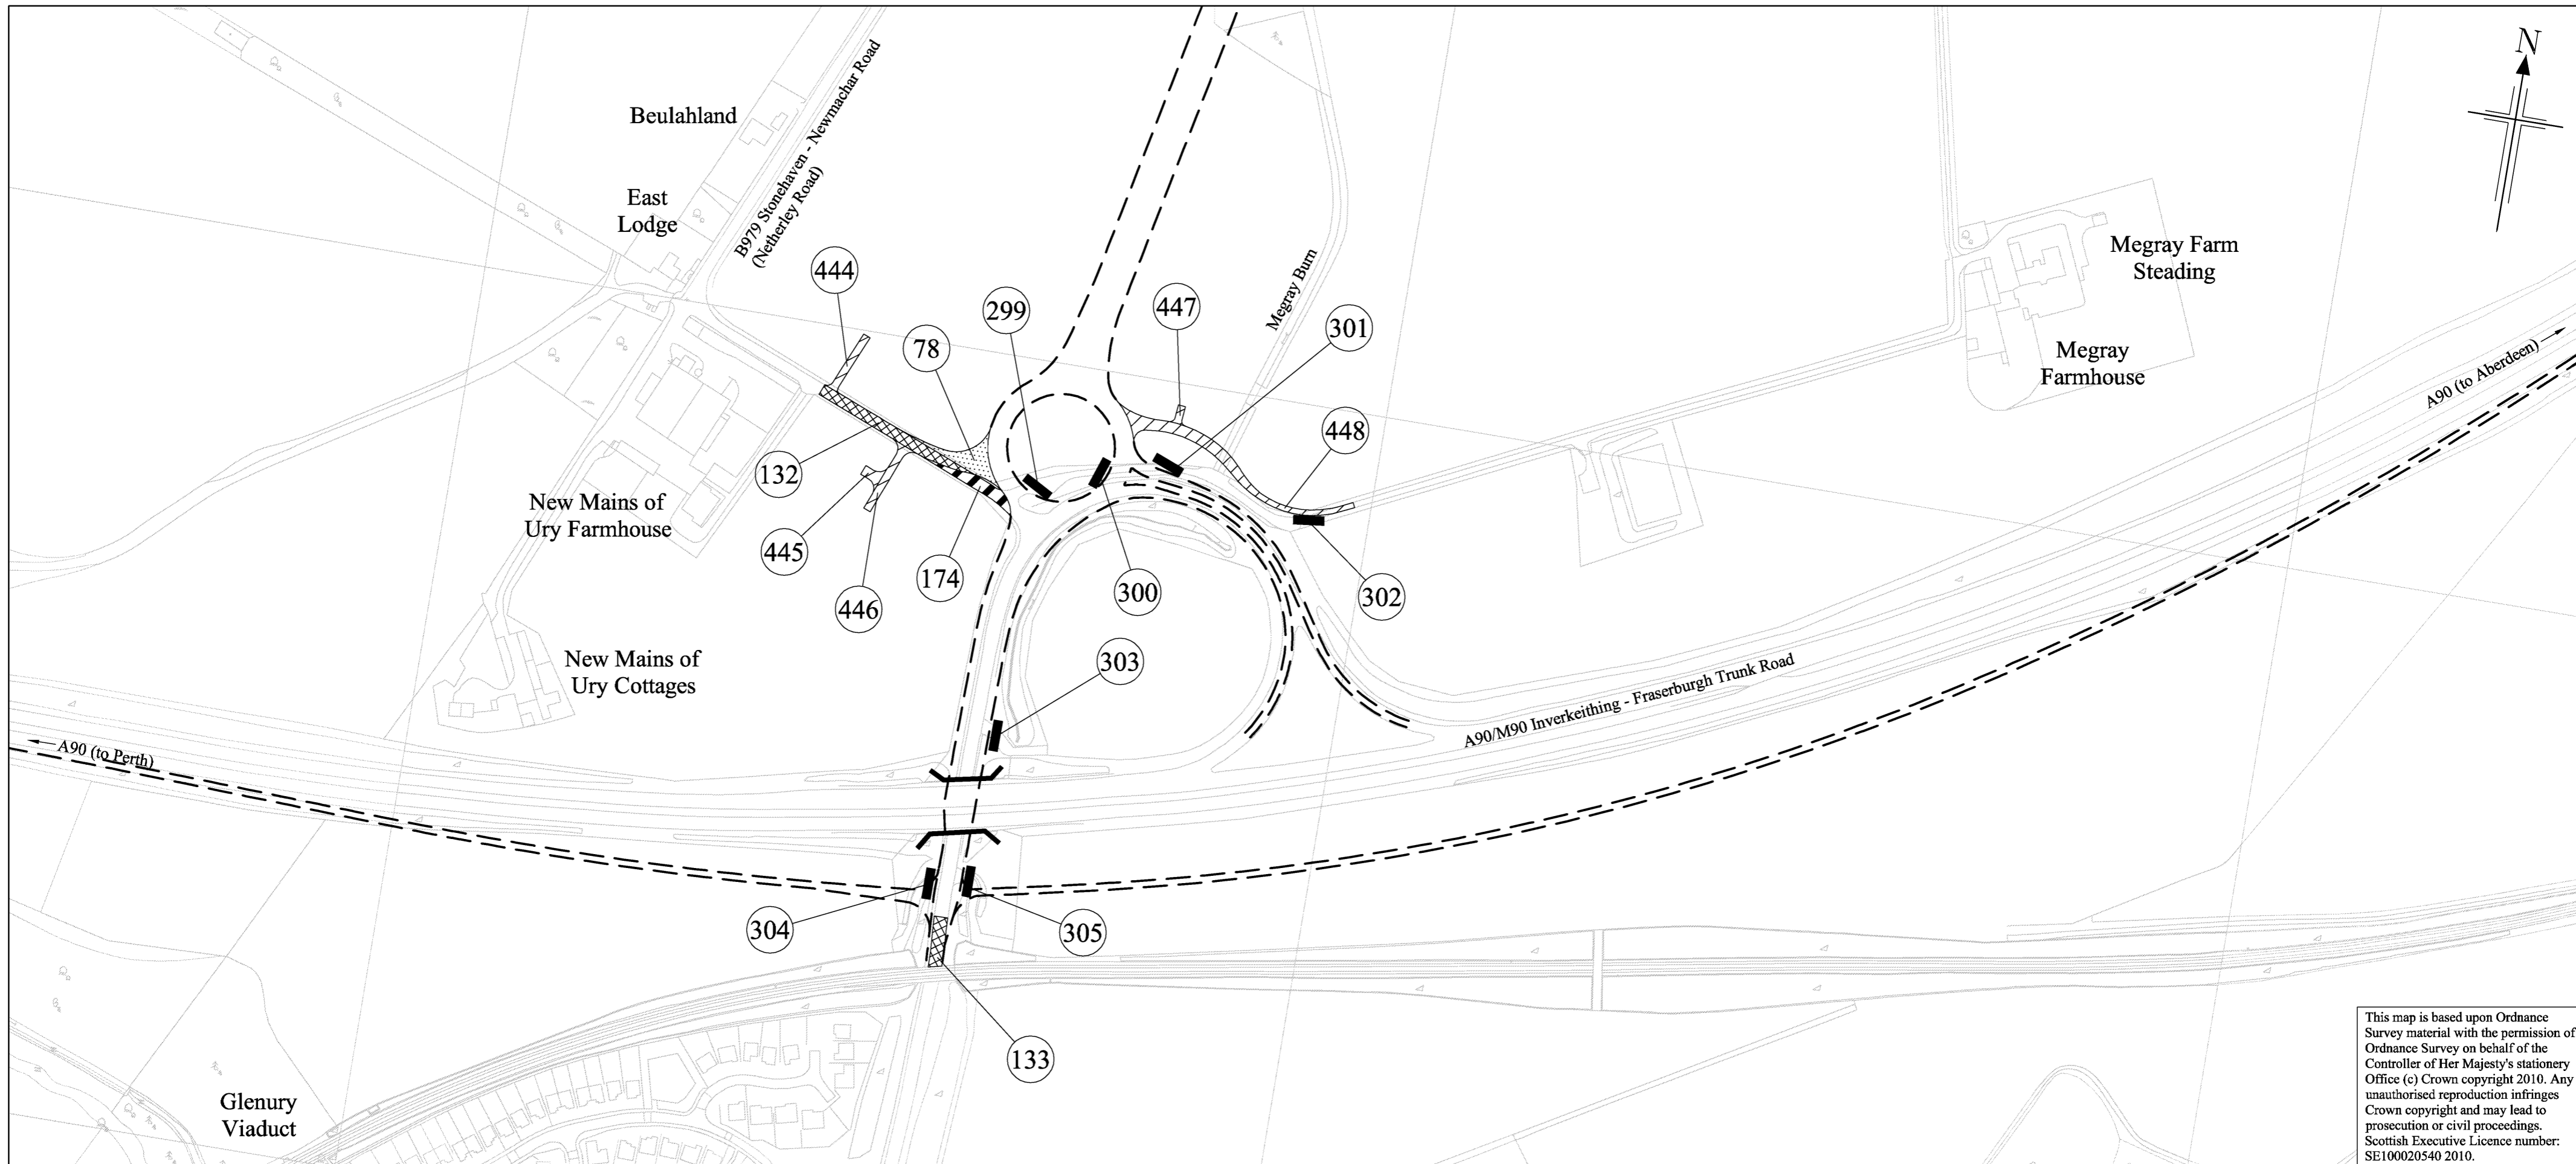 N
Beulahland
B979 Stonehaven - Newmachar Road
(Netherley Road)
East
Lodge
Megray Farm
Steading
444
299
447
Megray Burn
301
78
Megray
Farmhouse
A90 (to Aberdeen)
448
132
New Mains of
Ury Farmhouse
445
174
446
300
302
303
New Mains of
Ury Cottages
A90/M90 Inverkeithing - Fraserburgh Trunk Road
A90 (to Perth)
304
305
133
Glenury
Viaduct
This map is based upon Ordnance
Survey material with the permission of
Ordnance Survey on behalf of the
Controller of Her Majesty's stationery
Office (c) Crown copyright 2010. Any
unauthorised reproduction infringes
Crown copyright and may lead to
prosecution or civil proceedings.
Scottish Executive Licence number:
SE100020540 2010.